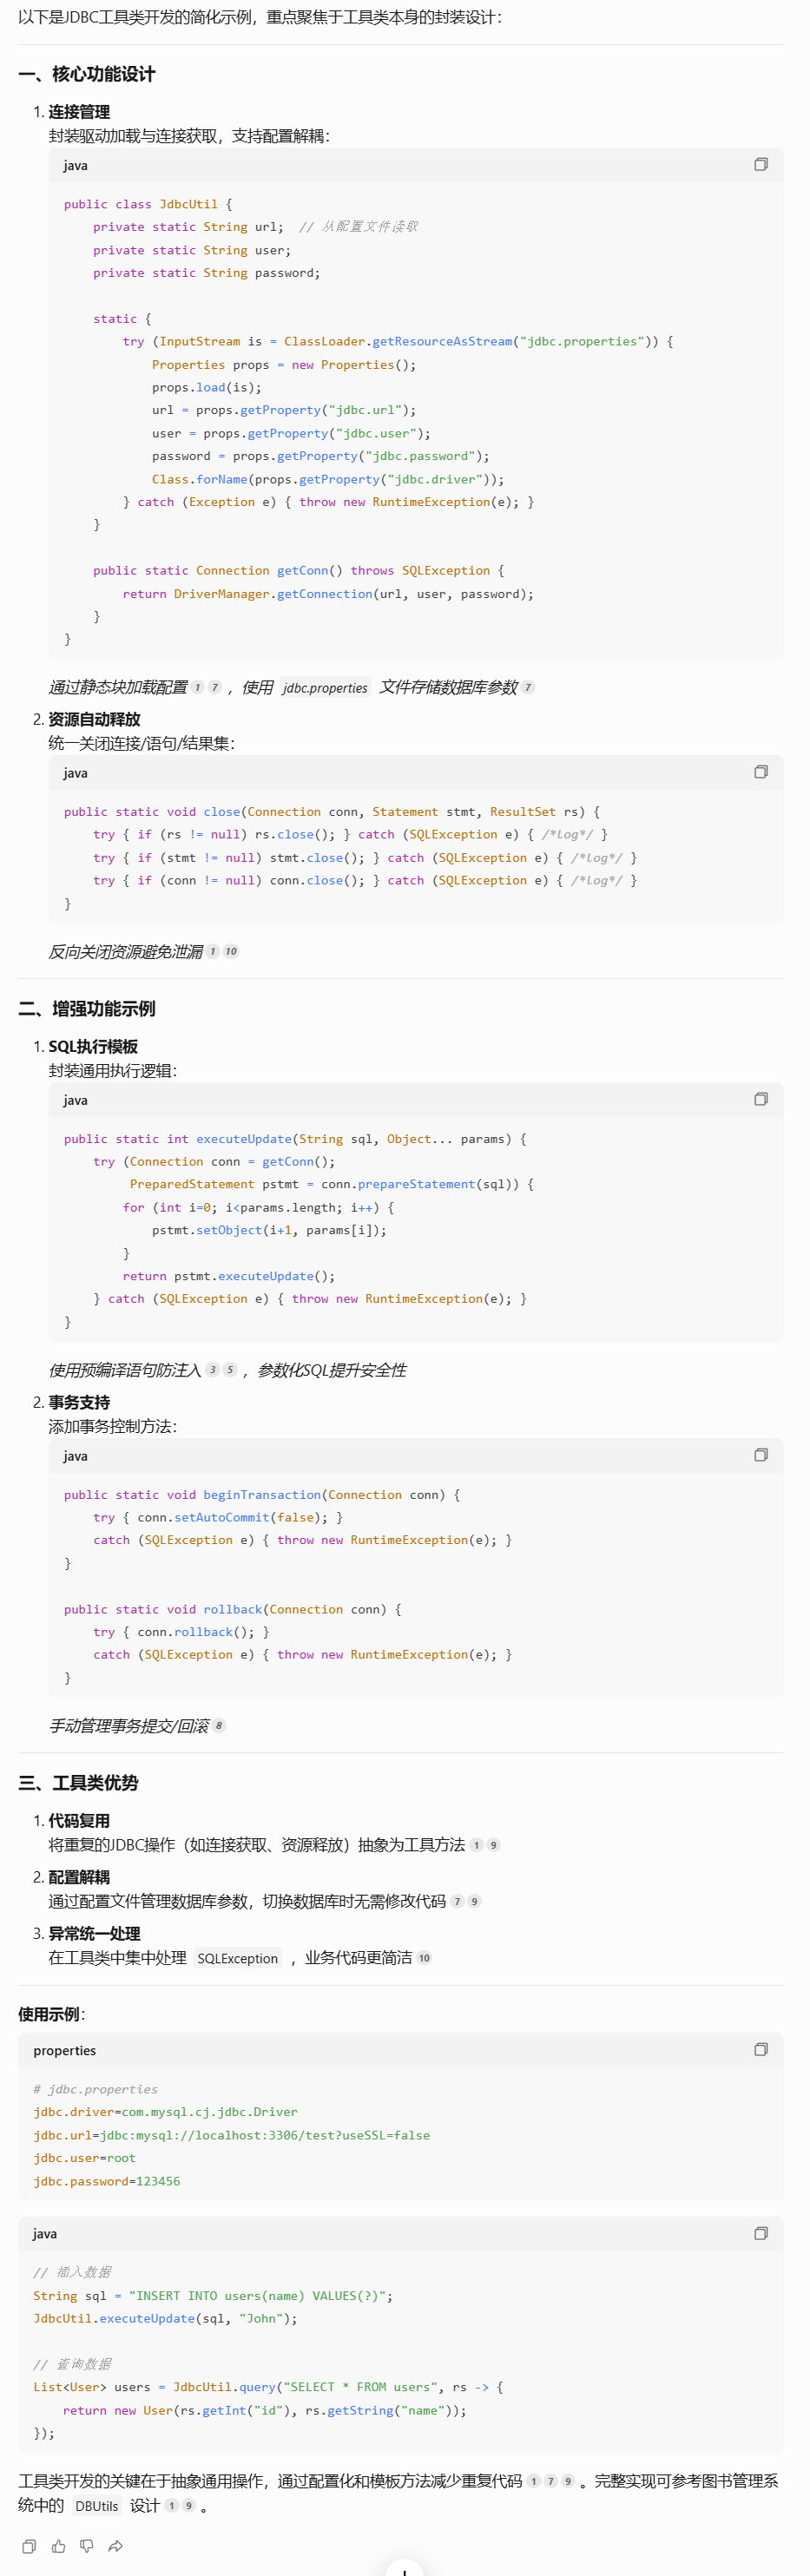 以下是JDBC工具类开发的简化示例，重点聚焦于工具类本身的封装设计：
一、核心功能设计
1. 连接管理
封装驱动加载与连接获取，支持配置解耦：
java
public class JdbcUtil {
    private static String url;  // 从配置文件读取
    private static String user;
    private static String password;

    static {
        try (InputStream is = ClassLoader.getResourceAsStream("jdbc.properties")) {
            Properties props = new Properties();
            props.load(is);
            url = props.getProperty("jdbc.url");
            user = props.getProperty("jdbc.user");
            password = props.getProperty("jdbc.password");
            Class.forName(props.getProperty("jdbc.driver"));
        } catch (Exception e) { throw new RuntimeException(e); }
    }

    public static Connection getConn() throws SQLException {
        return DriverManager.getConnection(url, user, password);
    }
}
通过静态块加载配置 1 7 ，使用 jdbc.properties 文件存储数据库参数 7
2. 资源自动释放
统一关闭连接/语句/结果集：
java
public static void close(Connection conn, Statement stmt, ResultSet rs) {
    try { if (rs != null) rs.close(); } catch (SQLException e) { /*log*/ }
    try { if (stmt != null) stmt.close(); } catch (SQLException e) { /*log*/ }
    try { if (conn != null) conn.close(); } catch (SQLException e) { /*log*/ }
}
反向关闭资源避免泄漏 1 10
二、增强功能示例
1. SQL执行模板
封装通用执行逻辑：
java
public static int executeUpdate(String sql, Object... params) {
    try (Connection conn = getConn();
         PreparedStatement pstmt = conn.prepareStatement(sql)) {
        for (int i=0; i<params.length; i++) {
            pstmt.setObject(i+1, params[i]);
        }
        return pstmt.executeUpdate();
    } catch (SQLException e) { throw new RuntimeException(e); }
}
使用预编译语句防注入 3 5 ，参数化SQL提升安全性
2. 事务支持
添加事务控制方法：
java
public static void beginTransaction(Connection conn) {
    try { conn.setAutoCommit(false); }
    catch (SQLException e) { throw new RuntimeException(e); }
}

public static void rollback(Connection conn) {
    try { conn.rollback(); }
    catch (SQLException e) { throw new RuntimeException(e); }
}
手动管理事务提交/回滚 8
三、工具类优势
1. 代码复用
将重复的JDBC操作（如连接获取、资源释放）抽象为工具方法 1 9
2. 配置解耦
通过配置文件管理数据库参数，切换数据库时无需修改代码 7 9
3. 异常统一处理
在工具类中集中处理 SQLException ，业务代码更简洁 10
使用示例：
properties
# jdbc.properties
jdbc.driver=com.mysql.cj.jdbc.Driver
jdbc.url=jdbc:mysql://localhost:3306/test?useSSL=false
jdbc.user=root
jdbc.password=123456
java
// 插入数据
String sql = "INSERT INTO users(name) VALUES(?)";
JdbcUtil.executeUpdate(sql, "John");

// 查询数据
List<User> users = JdbcUtil.query("SELECT * FROM users", rs -> {
    return new User(rs.getInt("id"), rs.getString("name"));
});
工具类开发的关键在于抽象通用操作，通过配置化和模板方法减少重复代码 1 7 9 。完整实现可参考图书管理系
统中的 DBUtils 设计 1 9 。